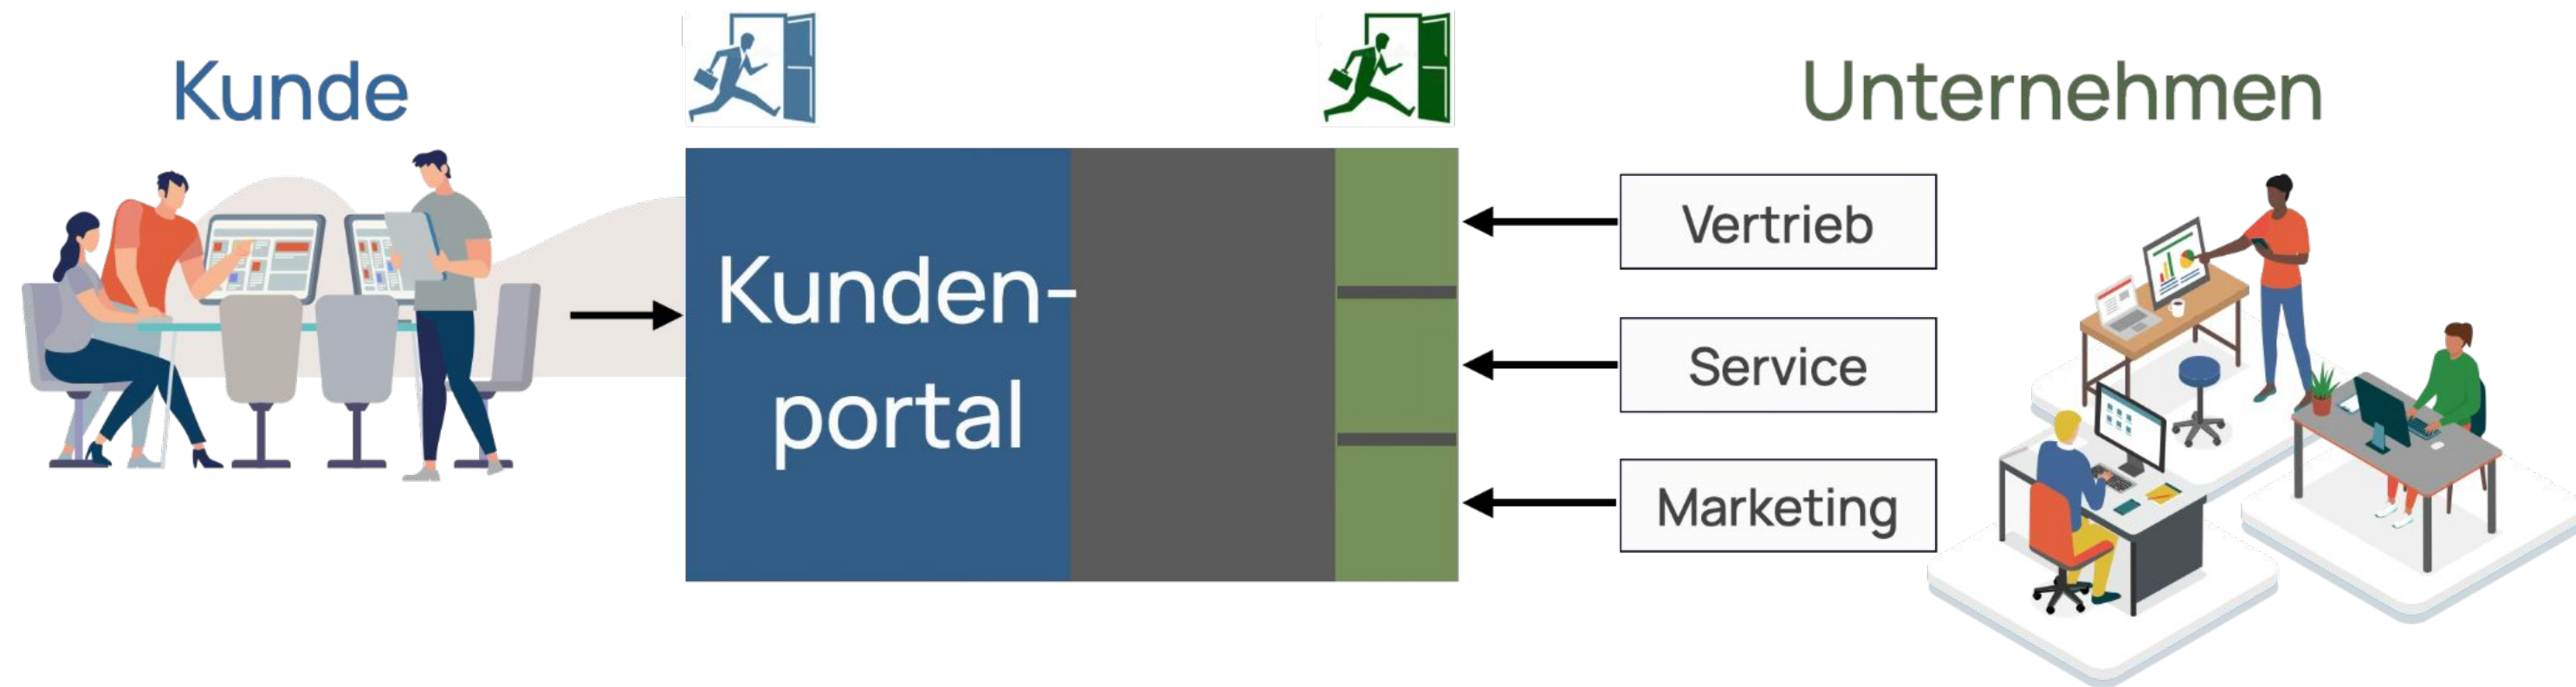 Kunde
Unternehmen
Kunden-
portal
Vertrieb
Service
Marketing